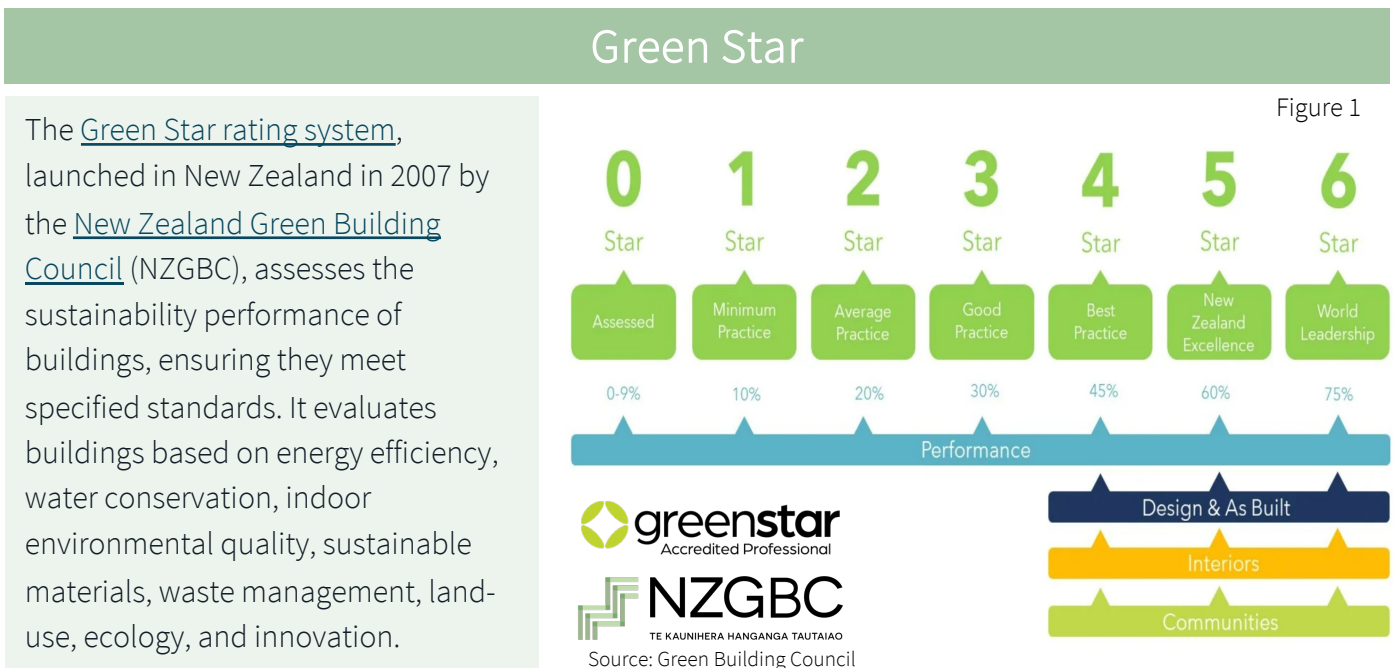 Green Star
The Green Star rating system,
launched in New Zealand in 2007 by
the New Zealand Green Building
Council (NZGBC), assesses the
sustainability performance of
buildings, ensuring they meet
specified standards. It evaluates
buildings based on energy efficiency,
water conservation, indoor
environmental quality, sustainable
materials, waste management, land-
use, ecology, and innovation.
Figure 1
0 1 2 3 4 5 6
Star Star Star Star Star Star Star
Assessed
Minimum
Practice
Average
Practice
Good
Practice
Best
Practice
New
Zealand
Excellence
World
Leadership
0-9% 10% 20% 30% 45% 60% 75%
Performance
Design & As Built
Interiors
Communities
greenstar
Accredited Professional
NZGBC
TE KAUNIHERA HANGANGA TAUTAIAO
Source: Green Building Council